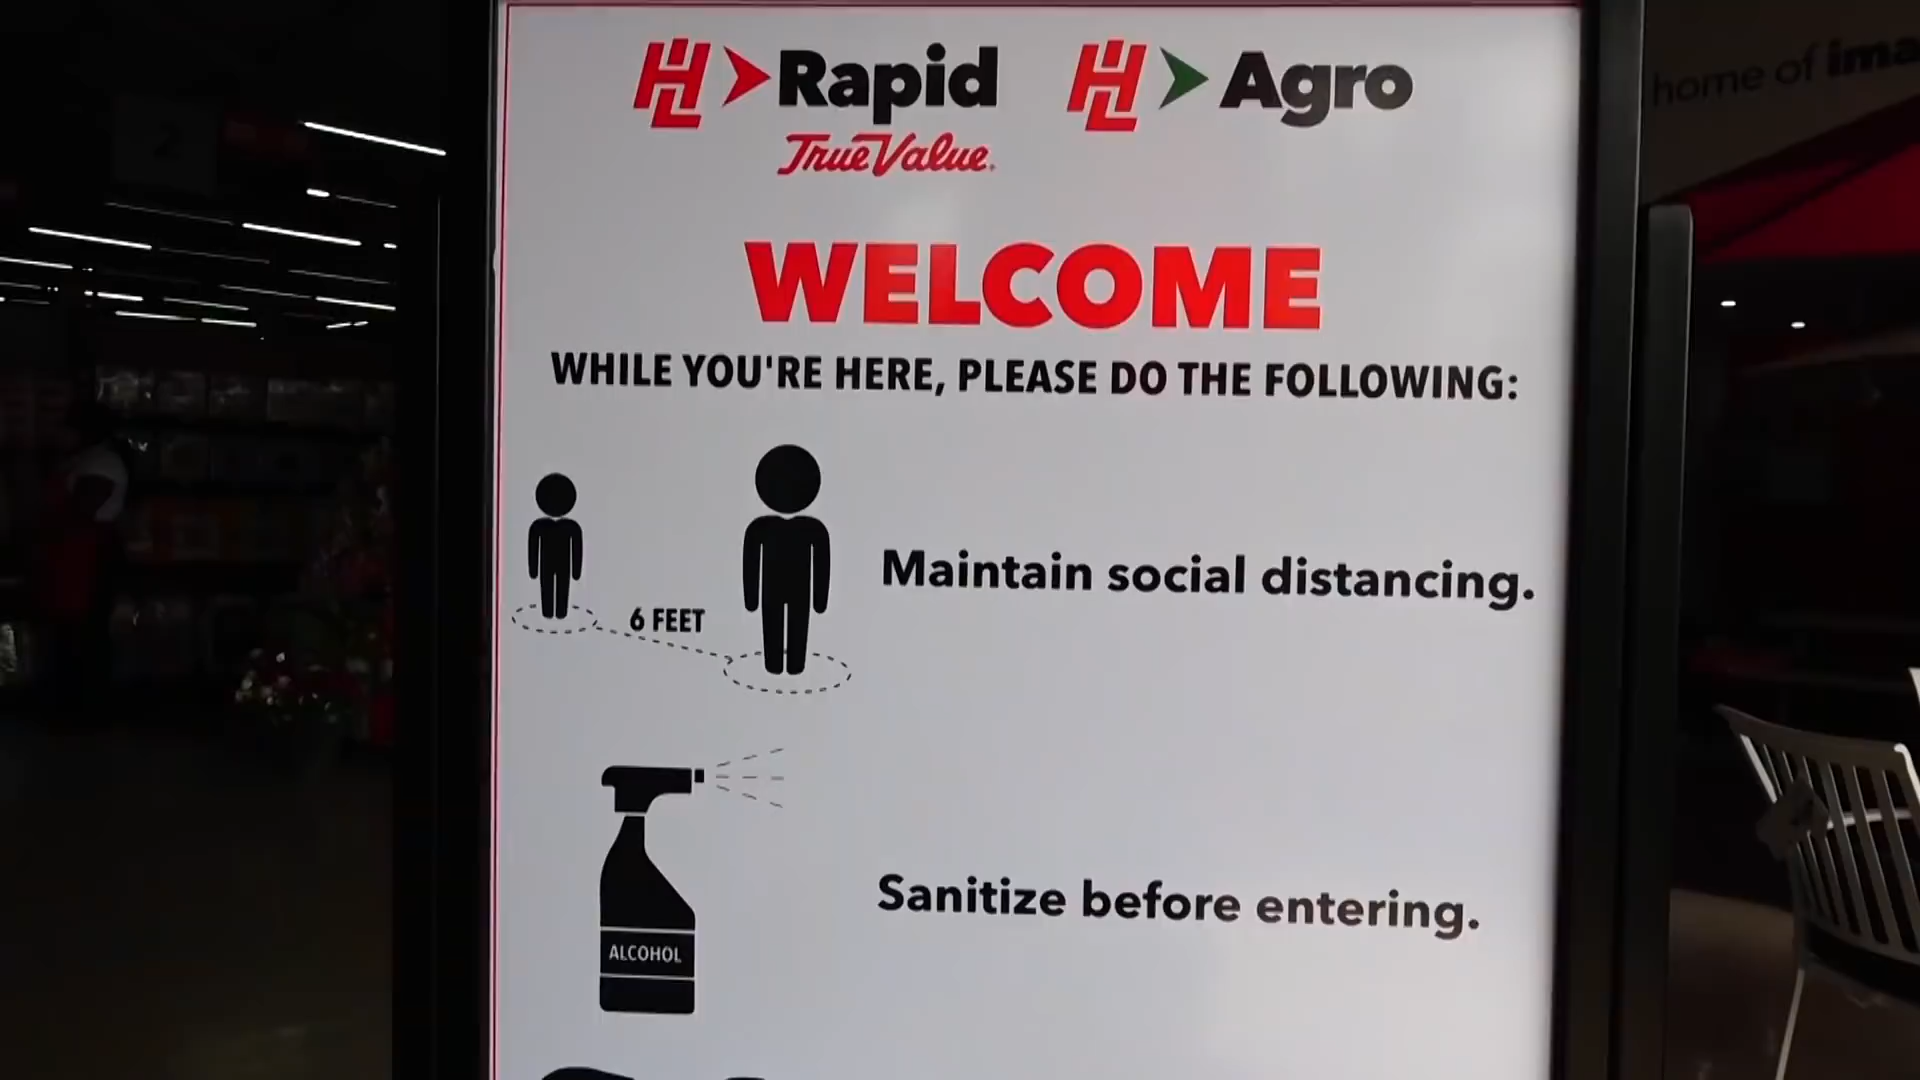 HL Rapid
True Value.
HL Agro
WELCOME
WHILE YOU'RE HERE, PLEASE DO THE FOLLOWING:
6 FEET
Maintain social distancing.
ALCOHOL
Sanitize before entering.
home of ima
2